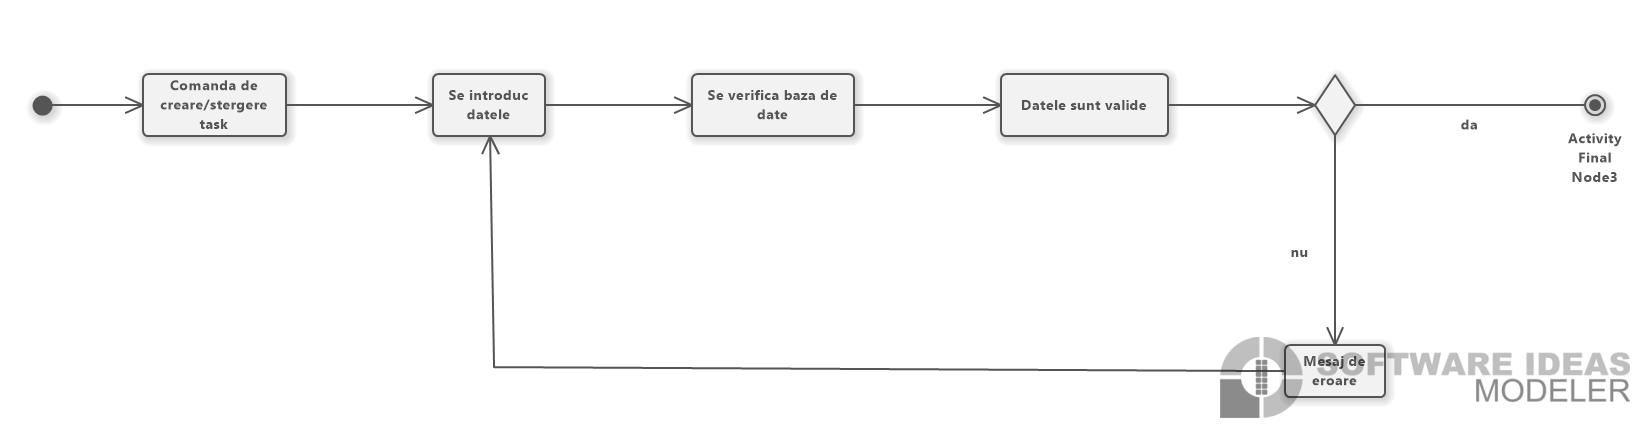 Comanda de
creare/stergere
task
Se introduc
datele
Se verifica baza de
date
Datele sunt valide
da
Activity
Final
Node3
nu
Mesaj de
eroare
SOFTWARE IDEAS
MODELER